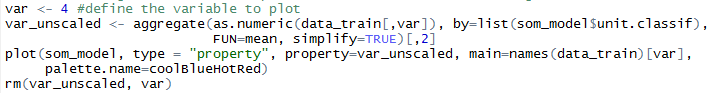 var <- 4 #define the variable to plot
var_unscaled <- aggregate(as.numeric(data_train[,var]), by=list(som_model$unit.classif),
FUN=mean, simplify=TRUE)[,2]
plot(som_model, type = "property", property=var_unscaled, main=names(data_train)[var],
palette.name=coolBlueHotRed)
rm(var_unscaled, var)